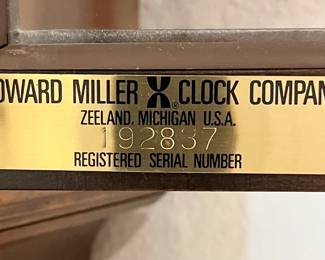 OWARD MILLER ® CLOCK COMPAN
ZEELAND, MICHIGAN U.S.A.
192837
REGISTERED SERIAL NUMBER